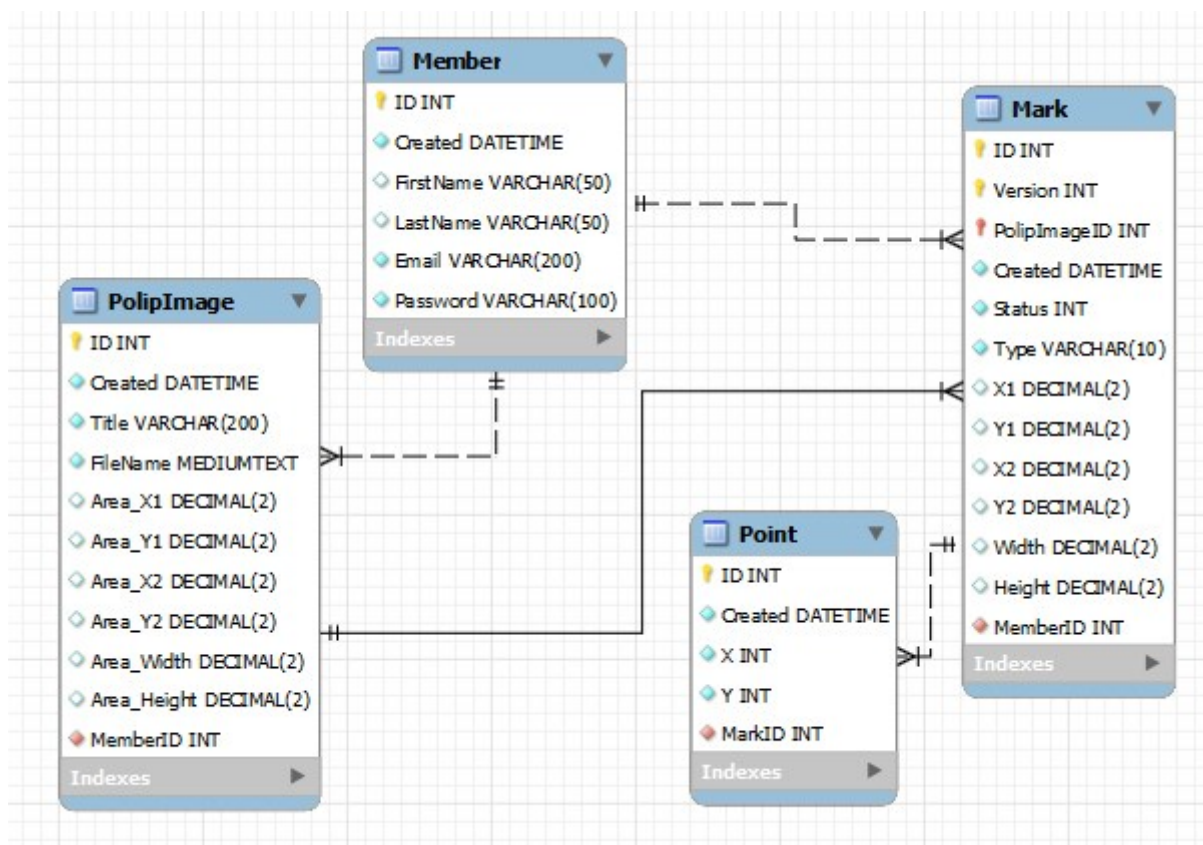 Member
ID INT
Created DATETIME
FirstName VARCHAR(50)
LastName VARCHAR(50)
Email VARCHAR(200)
Password VARCHAR(100)
Indexes
Mark
ID INT
Version INT
PolipImageID INT
Created DATETIME
Status INT
Type VARCHAR(10)
X1 DECIMAL(2)
Y1 DECIMAL(2)
X2 DECIMAL(2)
Y2 DECIMAL(2)
Width DECIMAL(2)
Height DECIMAL(2)
MemberID INT
Indexes
PolipImage
ID INT
Created DATETIME
Title VARCHAR(200)
FileName MEDIUMTEXT
Area_X1 DECIMAL(2)
Area_Y1 DECIMAL(2)
Area_X2 DECIMAL(2)
Area_Y2 DECIMAL(2)
Area_Width DECIMAL(2)
Area_Height DECIMAL(2)
MemberID INT
Indexes
Point
ID INT
Created DATETIME
X INT
Y INT
MarkID INT
Indexes